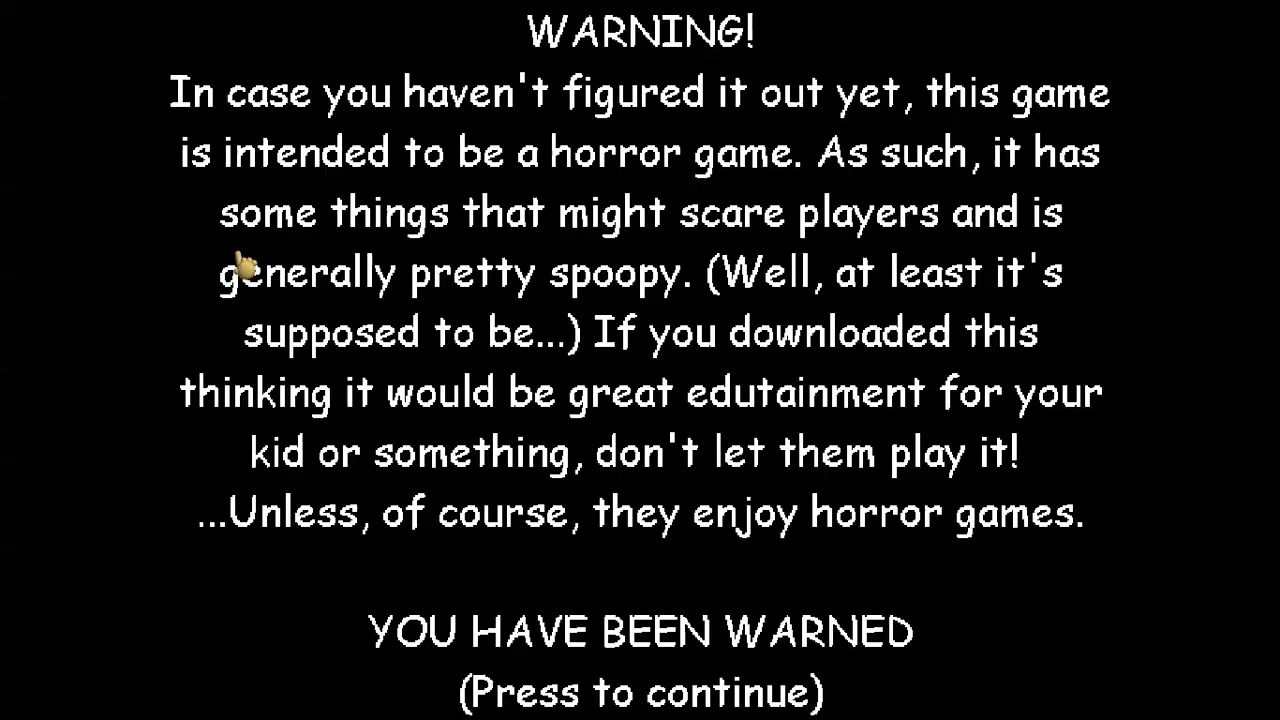 WARNING!
In case you haven't figured it out yet, this game
is intended to be a horror game. As such, it has
some things that might scare players and is
generally pretty spoopy. (Well, at least it's
supposed to be...) If you downloaded this
thinking it would be great edutainment for your
kid or something, don't let them play it!
...Unless, of course, they enjoy horror games.
YOU HAVE BEEN WARNED
(Press to continue)